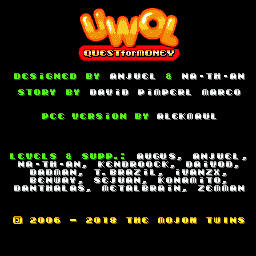 UWOL
QUEST for MONEY
DESIGNED BY ANJUEL & NA-TH-AN
STORY BY DAVID PIMPERL MARCO
PCE VERSION BY ALEKMAUL
LEVELS & SUPP.: AUGUS, ANJUEL,
NA-TH-AN, KENDROOCK, DAIVOD,
DADMAN, T.BRAZIL, IVANZX,
BENWAY, SEJUAN, KONAMITO,
DANTHALAS, METALBRAIN, ZEMMAN
© 2006 - 2013 THE MOJON TWINS